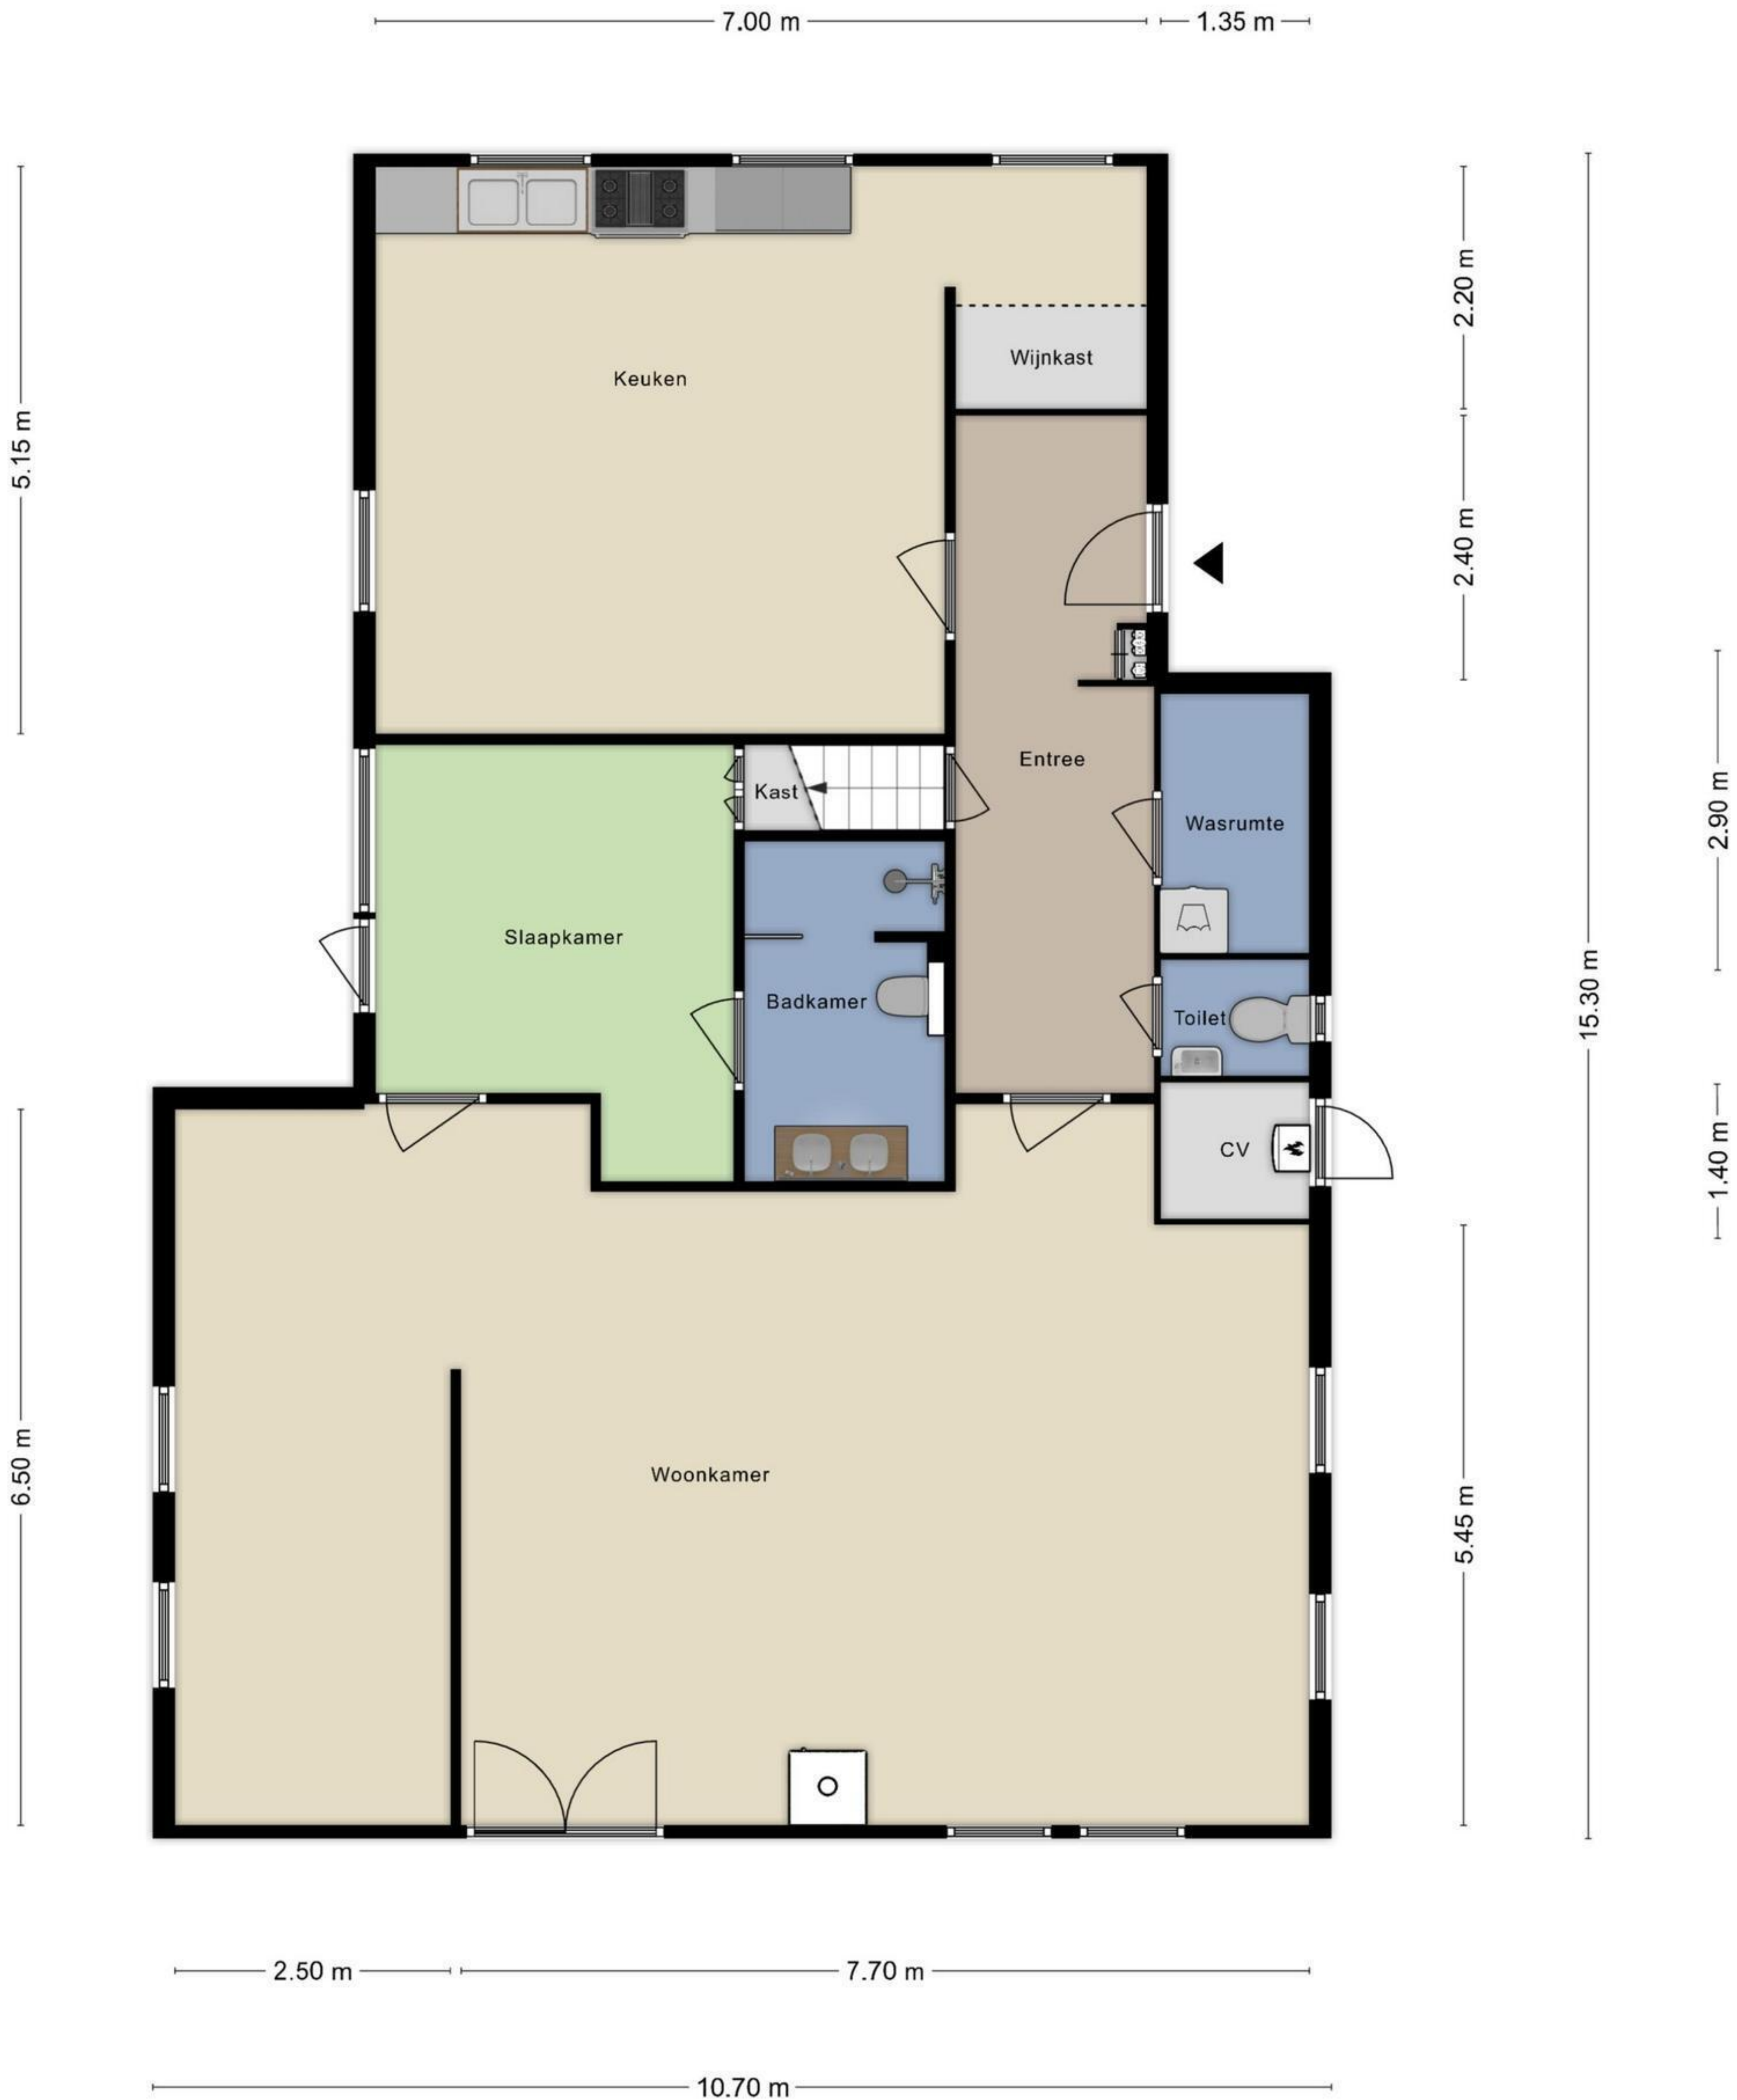 7.00 m
1.35 m
5.15 m
2.20 m
2.40 m
2.90 m
15.30 m
1.40 m
6.50 m
5.45 m
Keuken
Wijnkast
Entree
Kast
Wasrumte
Slaapkamer
Badkamer
Toilet
CV
Woonkamer
2.50 m
7.70 m
10.70 m